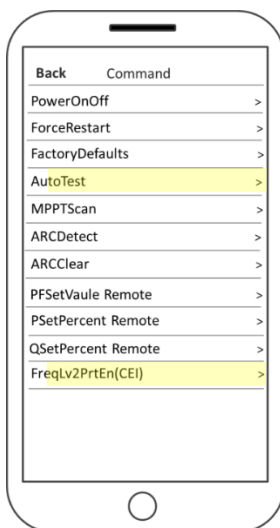 Back Command
PowerOnOff >
ForceRestart >
FactoryDefaults >
AutoTest >
MPPTScan >
ARCDetect >
ARCClear >
PFSetVaule Remote >
PSetPercent Remote >
QSetPercent Remote >
FreqLv2PrtEn(CEI) >